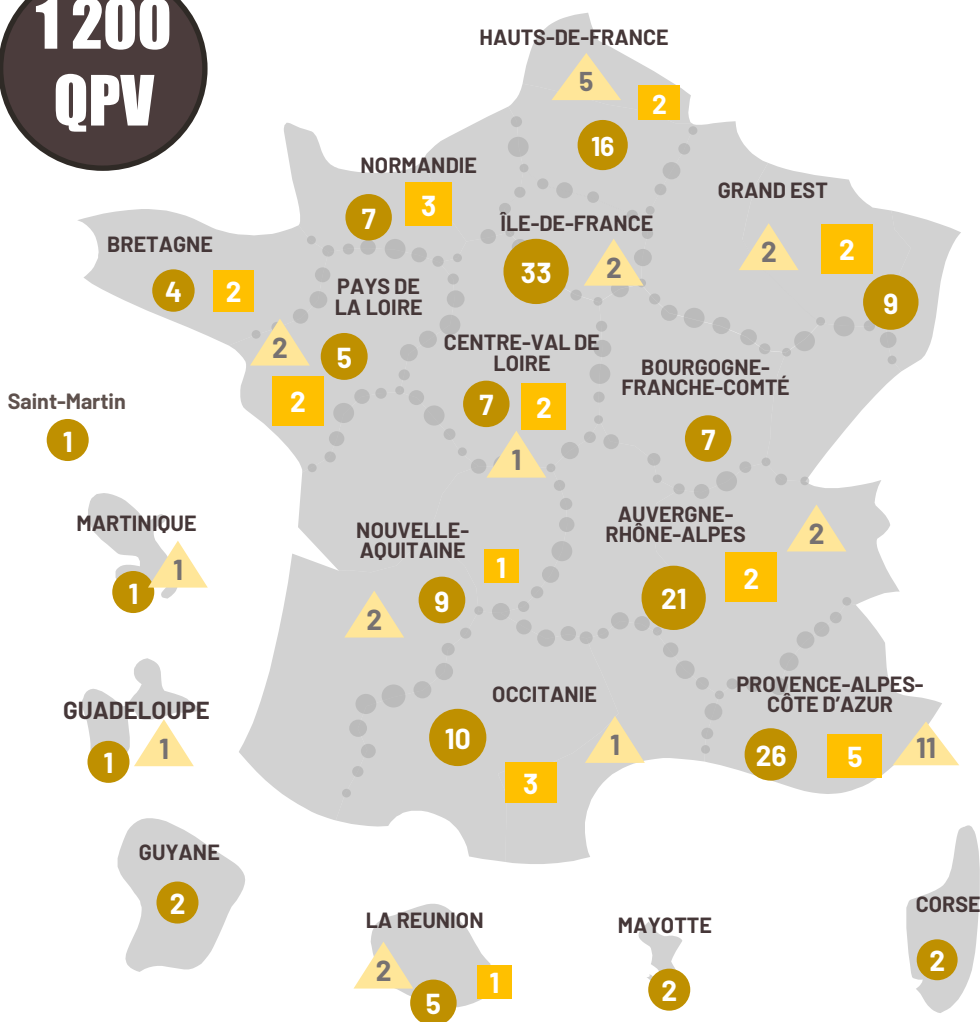 1 200
QPV
HAUTS-DE-FRANCE
5
2
16
NORMANDIE
7
3
GRAND EST
2
2
9
ÎLE-DE-FRANCE
33
2
BRETAGNE
4
2
PAYS DE
LA LOIRE
2
5
2
CENTRE-VAL DE
LOIRE
7
2
1
BOURGOGNE-
FRANCHE-COMTÉ
7
Saint-Martin
1
MARTINIQUE
1
1
NOUVELLE-
AQUITAINE
1
9
2
AUVERGNE-
RHÔNE-ALPES
2
2
21
GUADELOUPE
1
1
OCCITANIE
10
1
3
PROVENCE-ALPES-
CÔTE D'AZUR
26
5
11
GUYANE
2
LA REUNION
2
5
1
MAYOTTE
2
CORSE
2